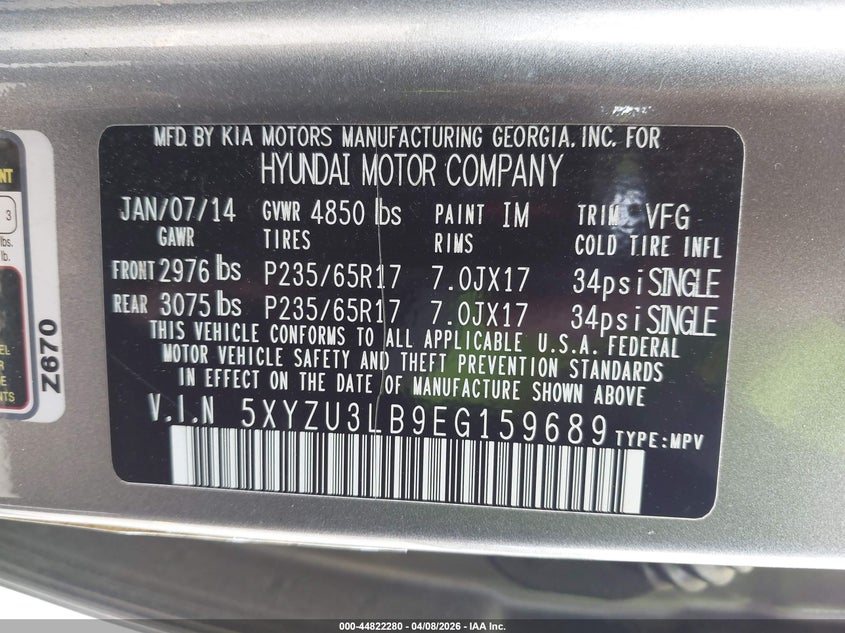 MFD. BY KIA MOTORS MANUFACTURING GEORGIA, INC. FOR
HYUNDAI MOTOR COMPANY
JAN/07/14 GVWR 4850 lbs PAINT IM TRIM VFG
GAWR TIRES RIMS COLD TIRE INFL
FRONT 2976 lbs P235/65R17 7.0JX17 34psi SINGLE
REAR 3075 lbs P235/65R17 7.0JX17 34psi SINGLE
THIS VEHICLE CONFORMS TO ALL APPLICABLE U.S.A. FEDERAL
MOTOR VEHICLE SAFETY AND THEFT PREVENTION STANDARDS
IN EFFECT ON THE DATE OF MANUFACTURE SHOWN ABOVE
V.I.N 5XYZU3LB9EG159689 TYPE:MPV
NT
3
lbs.
lb.
Z670
000-44822280 - 04/08/2026 - IAA Inc.